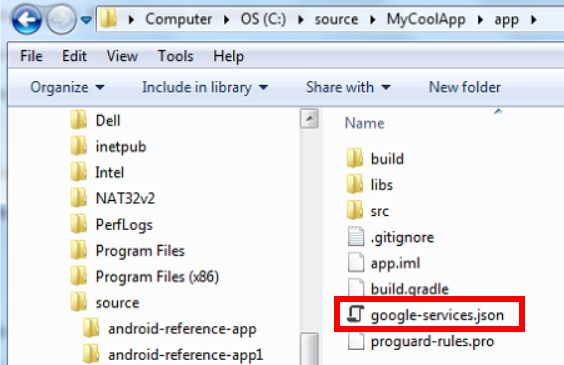 Computer OS (C:) source MyCoolApp app
File Edit View Tools Help
Organize Include in library Share with New folder
Dell
inetpub
Intel
NAT32v2
PerfLogs
Program Files
Program Files (x86)
source
android-reference-app
android-reference-app1
Name
build
libs
src
.gitignore
app.iml
build.gradle
google-services.json
proguard-rules.pro